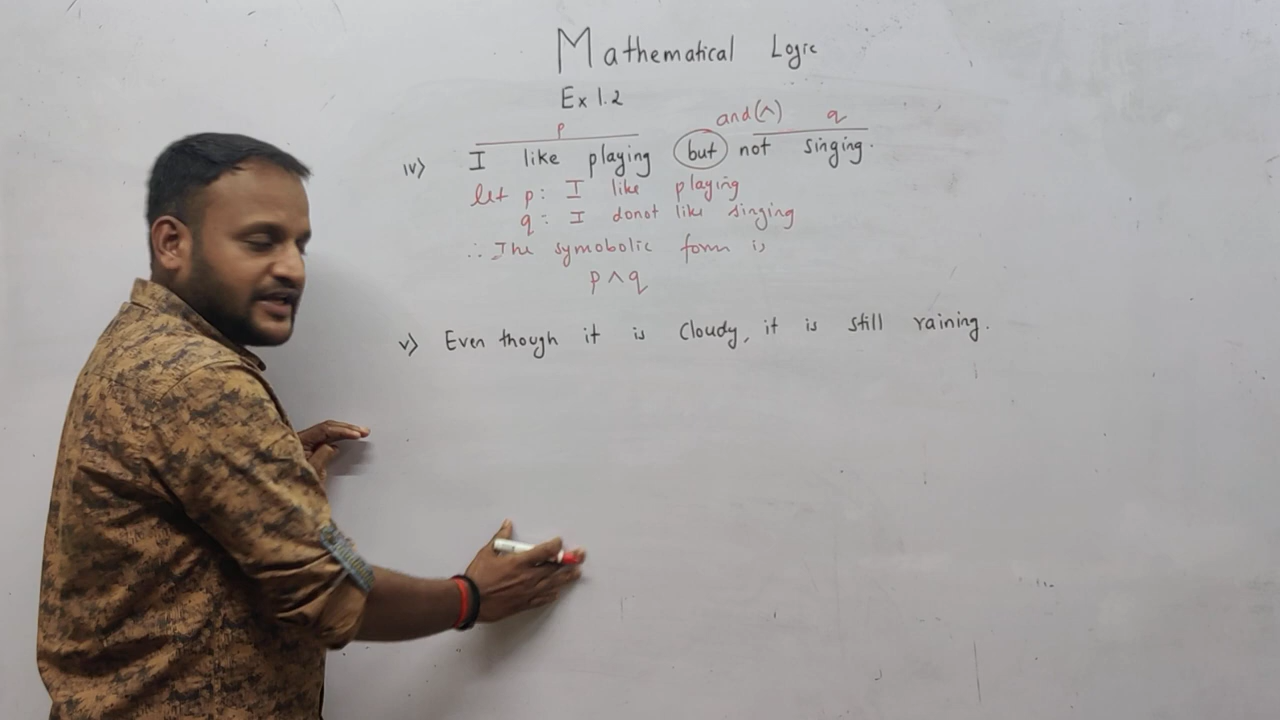 Mathematical Logic
Ex 1.2
p and(∧) q
iv) I like playing but not singing.
let p: I like playing
q: I donot like singing
∴ The symobolic form is
p ∧ q
v) Even though it is Cloudy, it is still raining.